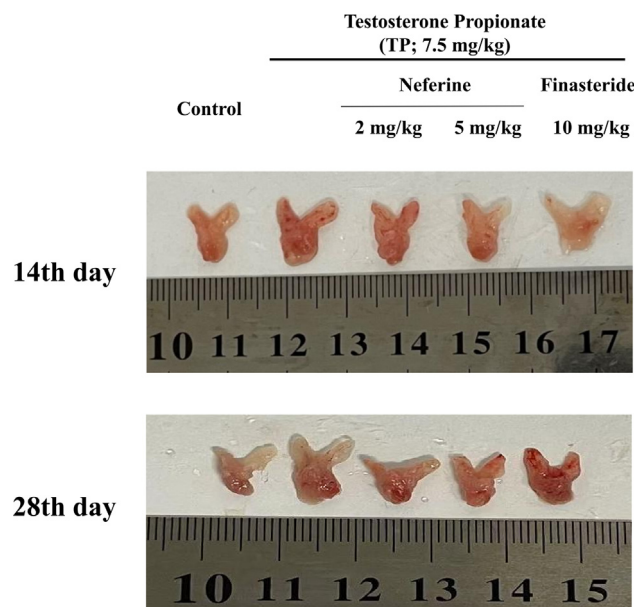 Testosterone Propionate
(TP; 7.5 mg/kg)
Neferine Finasteride
Control
2 mg/kg 5 mg/kg 10 mg/kg
14th day
10 11 12 13 14 15 16 17
28th day
10 11 12 13 14 15